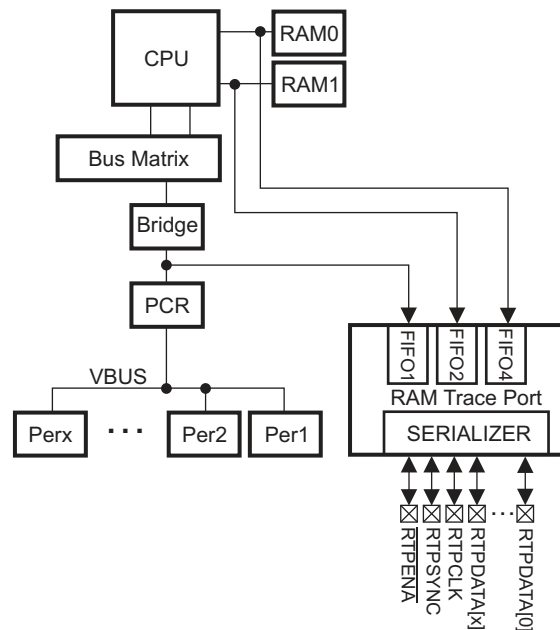 CPU
RAM0
RAM1
Bus Matrix
Bridge
PCR
VBUS
Perx
• • •
Per2
Per1
FIFO1
FIFO2
FIFO4
RAM Trace Port
SERIALIZER
RTPENA
RTPSYNC
RTPCLK
RTPDATA[x]
• • •
RTPDATA[0]